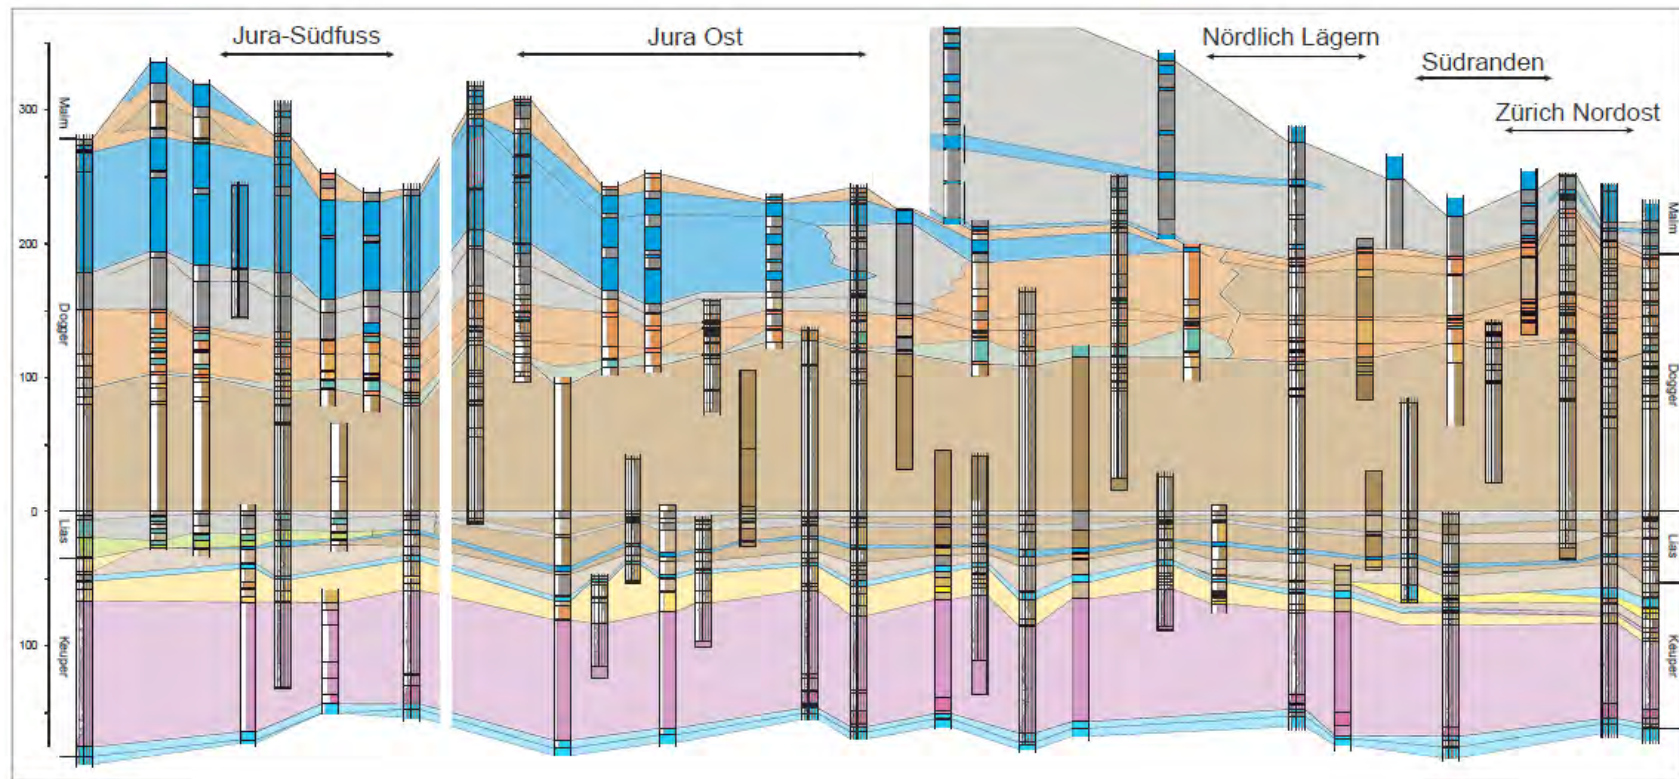 Jura-Südfuss
Jura Ost
Nördlich Lägern
Südranden
Zürich Nordost
300
200
100
0
100
Malm
Dogger
Lias
Keuper
Malm
Dogger
Lias
Keuper